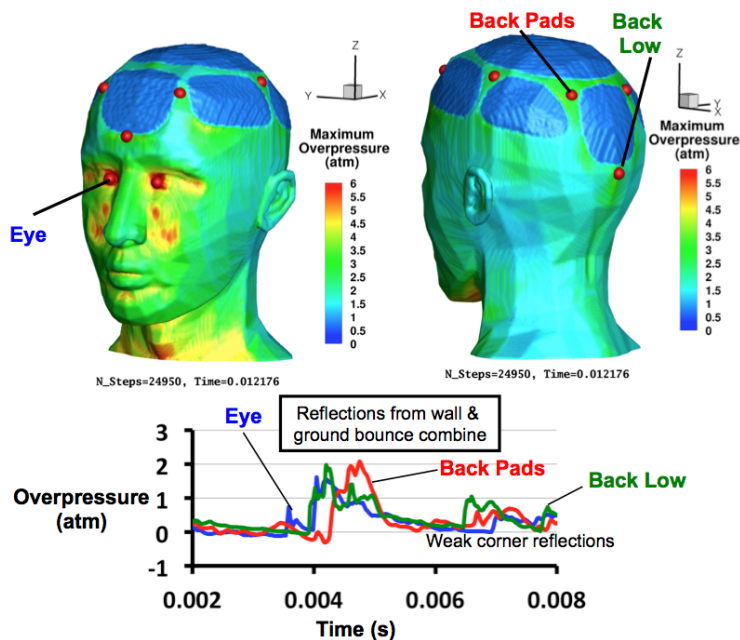 Back Pads
Back
Low
Z
Y
X
Maximum
Overpressure
(atm)
6
5.5
5
4.5
4
3.5
3
2.5
2
1.5
1
0.5
0
Eye
N_Steps=24950, Time=0.012176
Z
Y
X
Maximum
Overpressure
(atm)
6
5.5
5
4.5
4
3.5
3
2.5
2
1.5
1
0.5
0
N_Steps=24950, Time=0.012176
Reflections from wall &
ground bounce combine
Eye
Back Pads
Back Low
Overpressure
(atm)
3
2
1
0
-1
Weak corner reflections
0.002
0.004
0.006
0.008
Time (s)